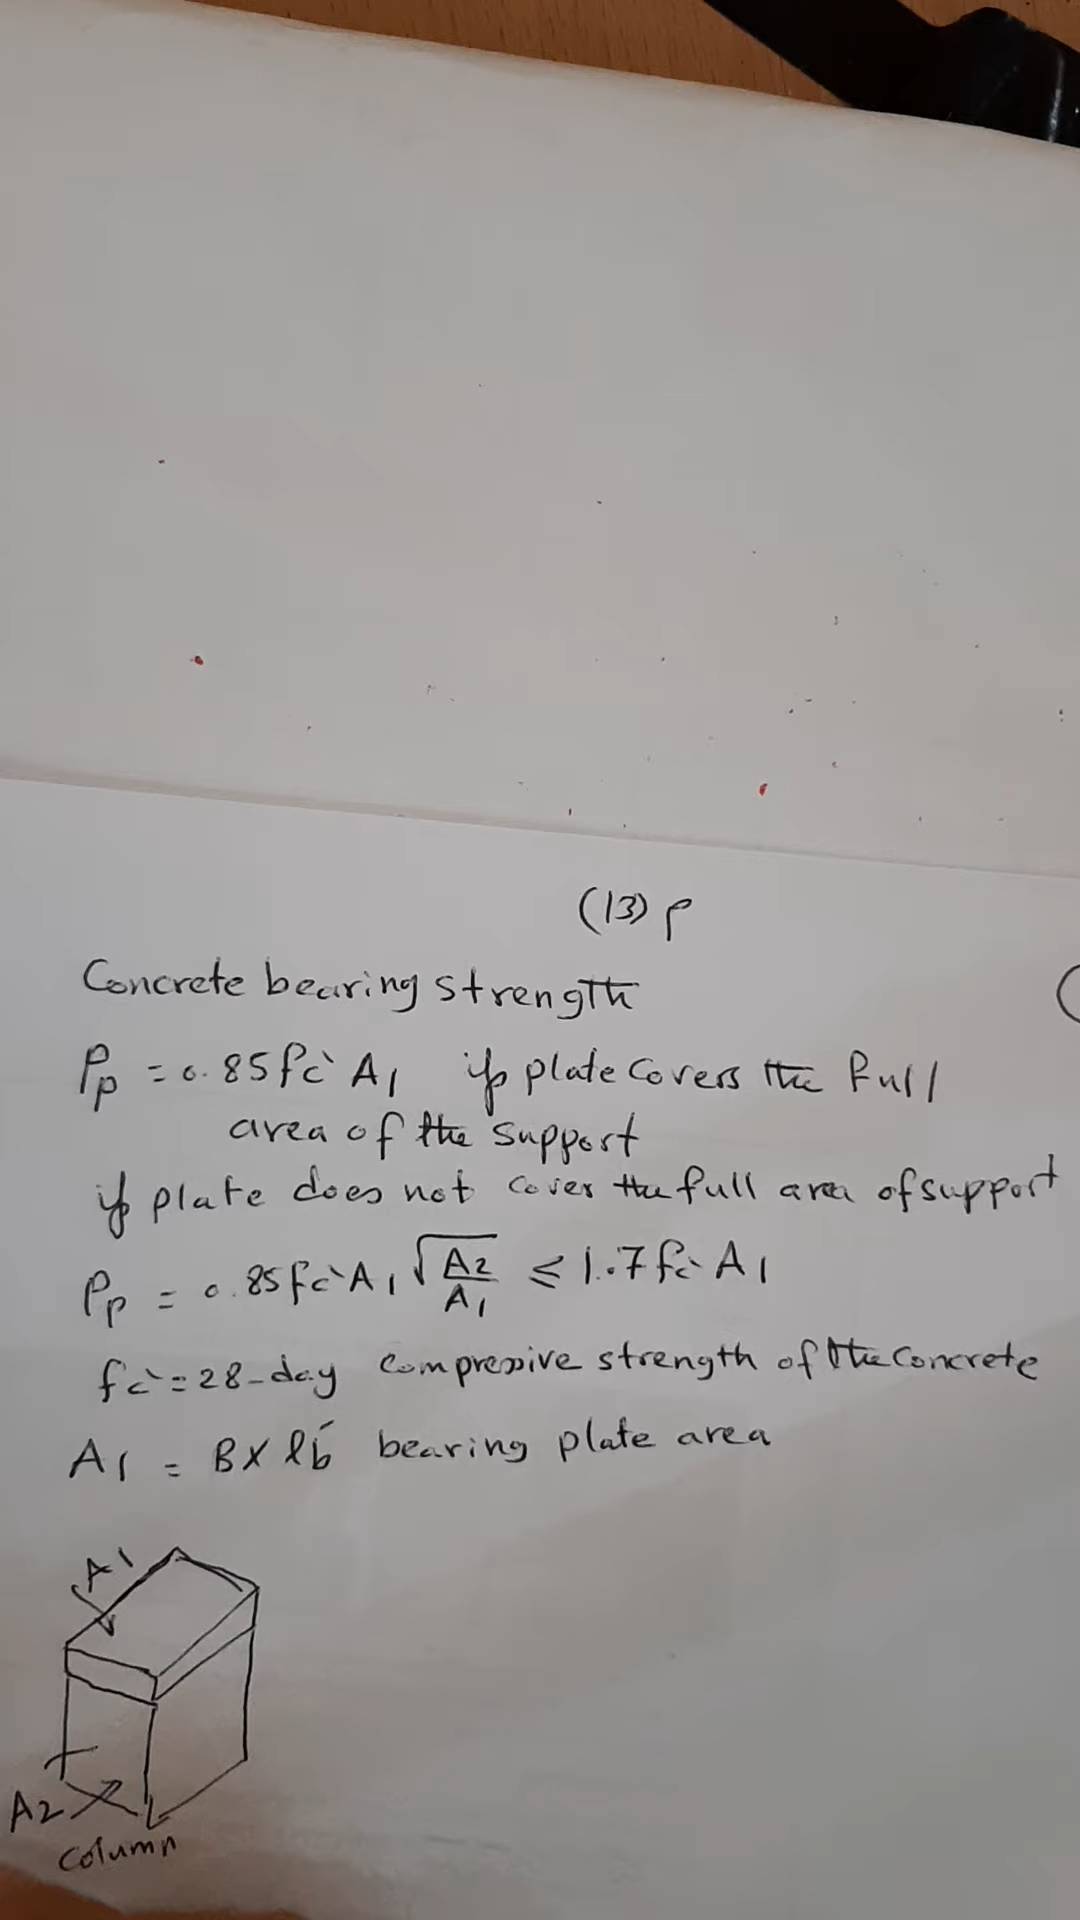 (13) P
Concrete bearing strength
Pp = 0.85 fc` A1 if plate covers the full
area of the support
if plate does not cover the full area of support
Pp = 0.85 fc` A1 √(A2/A1) ≤ 1.7 fc` A1
fc` = 28-day compressive strength of the concrete
A1 = B x lb bearing plate area
A1
A2
column